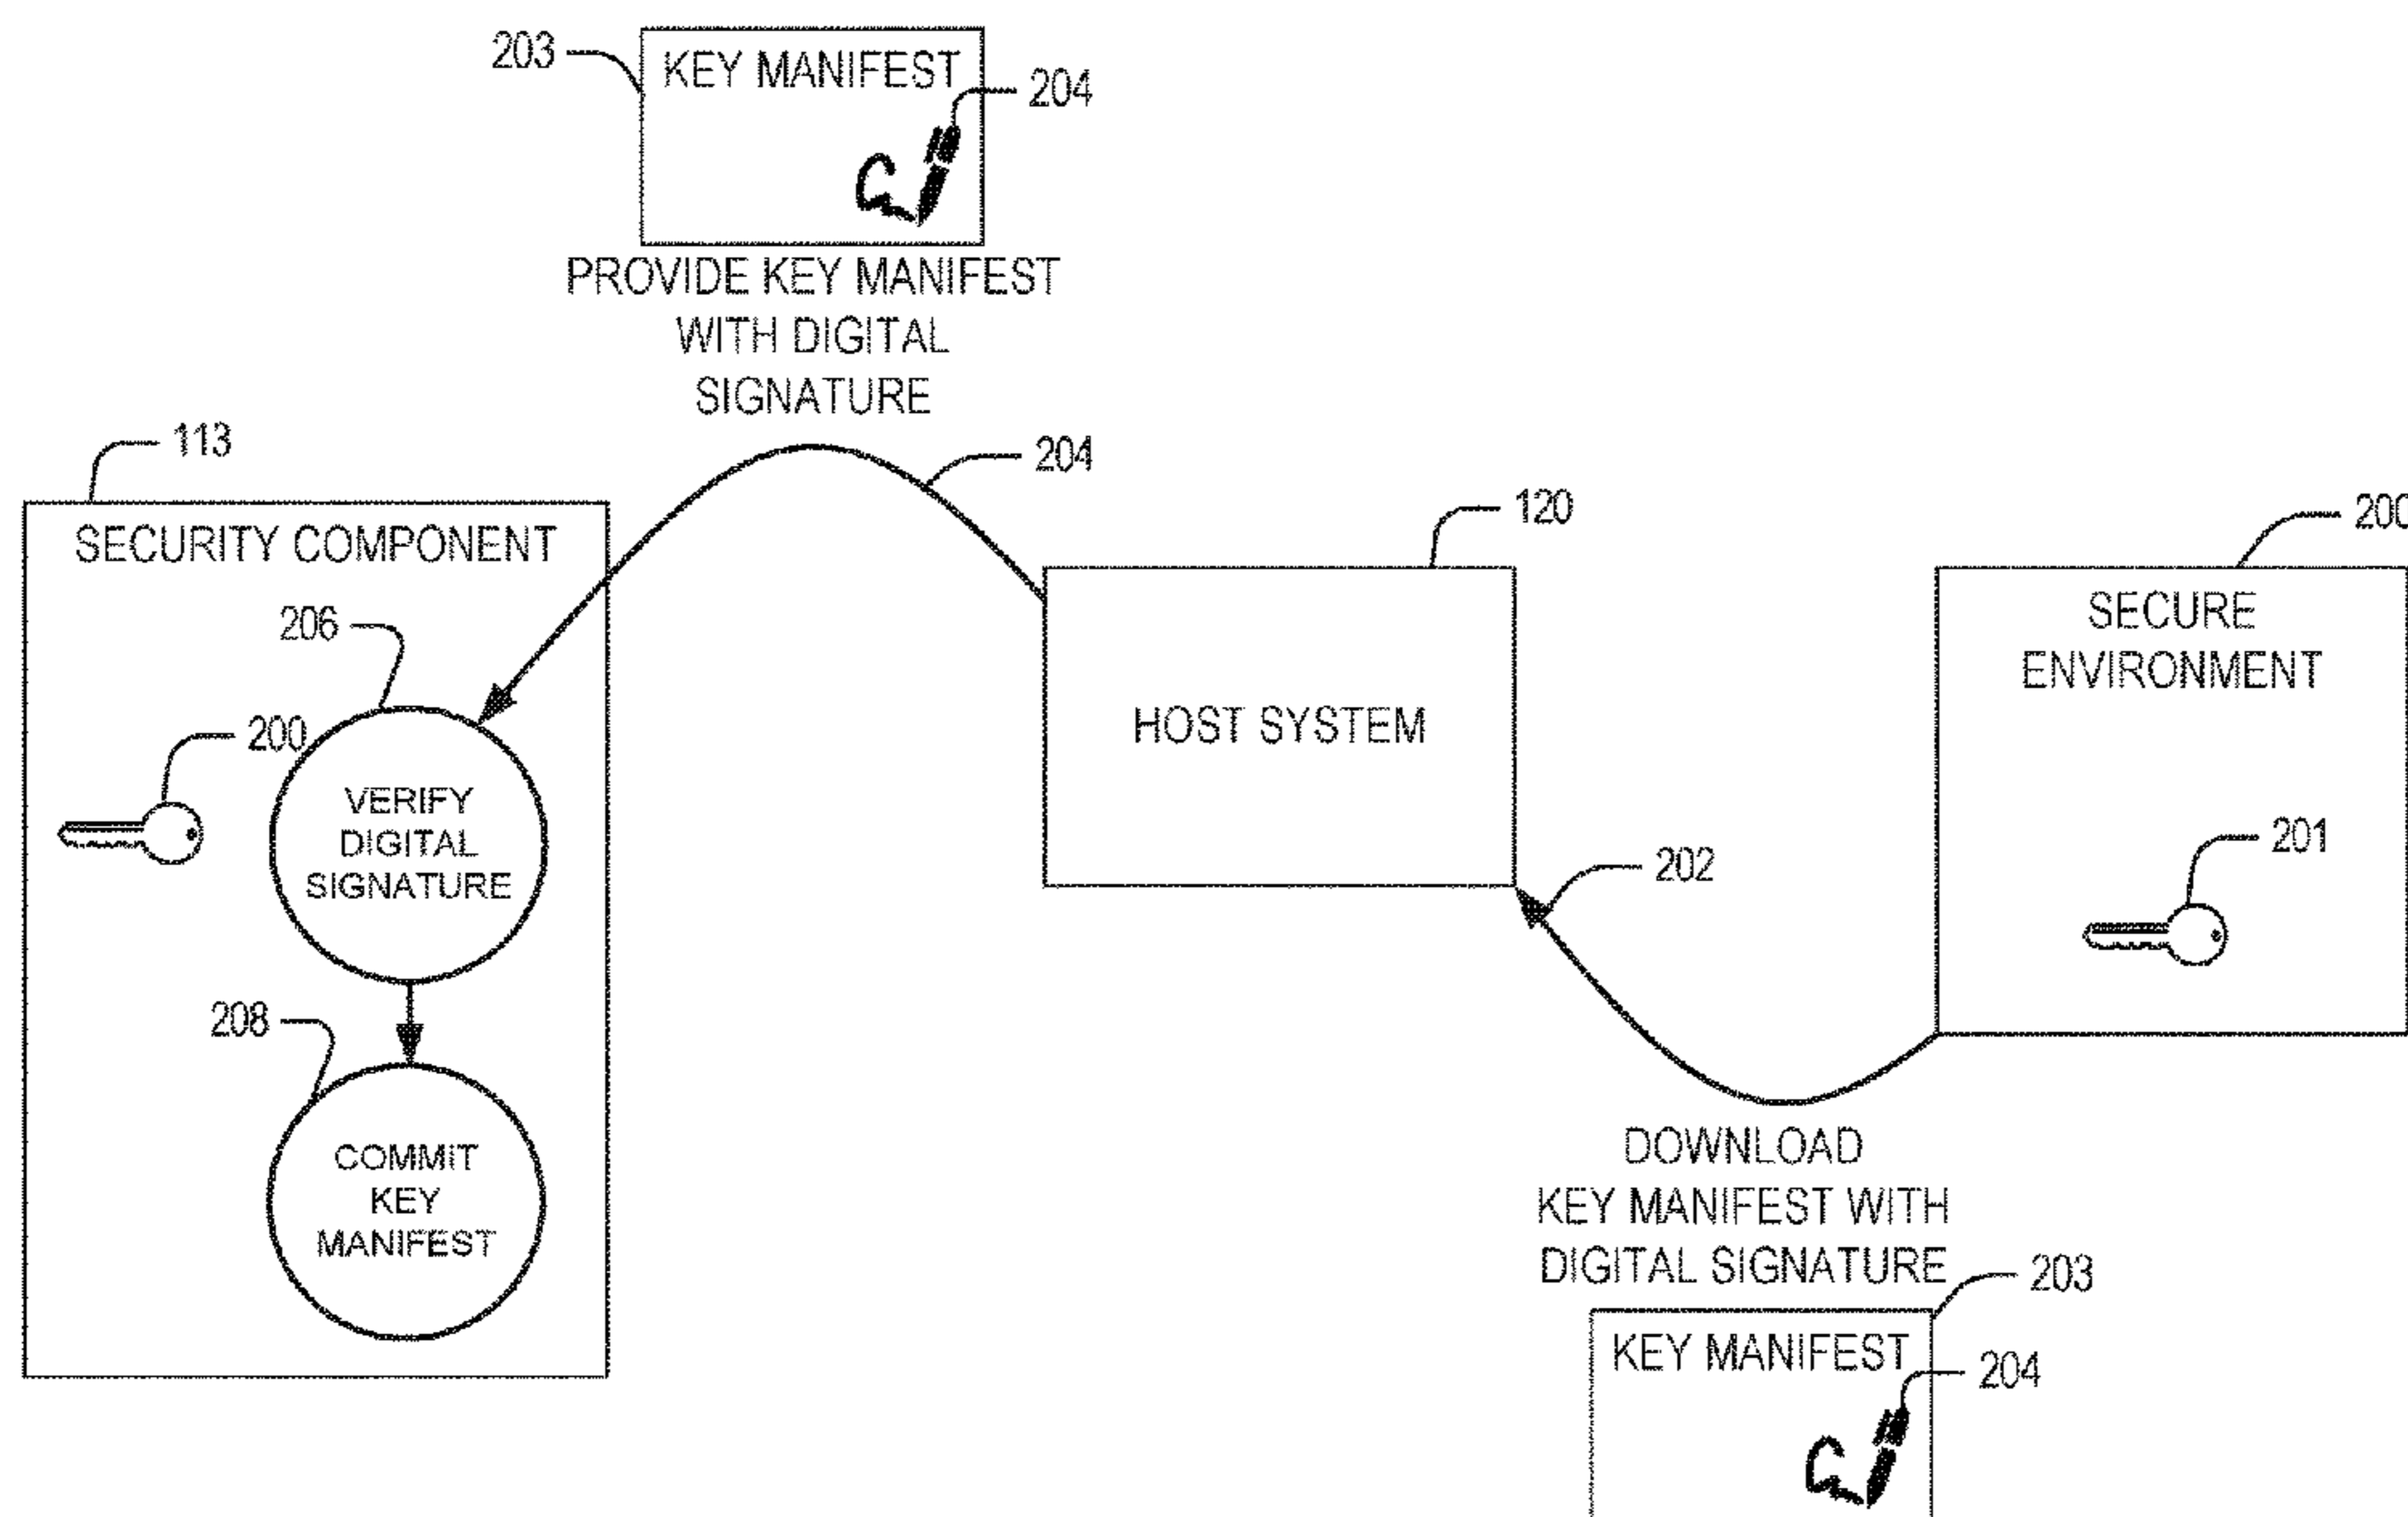 203
KEY MANIFEST
204
PROVIDE KEY MANIFEST
WITH DIGITAL
SIGNATURE
113
204
SECURITY COMPONENT
120
200
206
HOST SYSTEM
SECURE
ENVIRONMENT
200
VERIFY
DIGITAL
SIGNATURE
201
202
208
COMMIT
KEY
MANIFEST
DOWNLOAD
KEY MANIFEST WITH
DIGITAL SIGNATURE
203
KEY MANIFEST
204